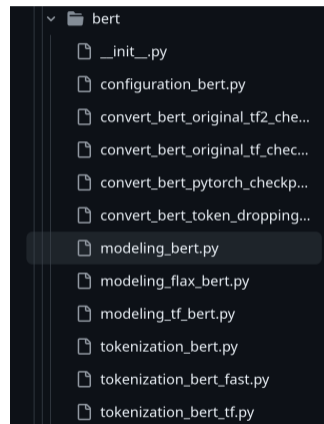 bert
__init__.py
configuration_bert.py
convert_bert_original_tf2_che...
convert_bert_original_tf_chec...
convert_bert_pytorch_checkp...
convert_bert_token_dropping...
modeling_bert.py
modeling_flax_bert.py
modeling_tf_bert.py
tokenization_bert.py
tokenization_bert_fast.py
tokenization_bert_tf.py